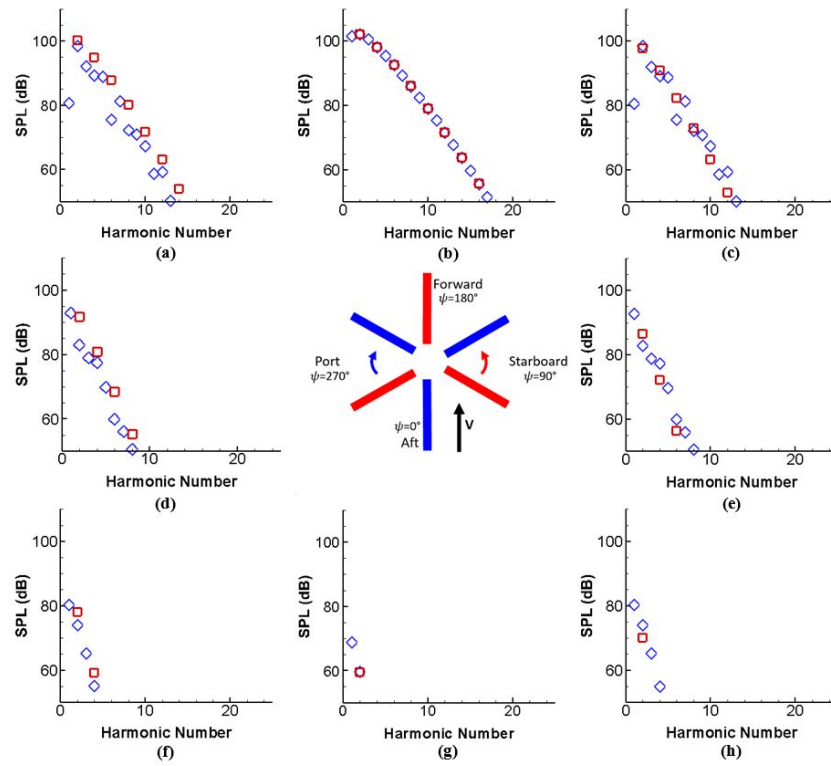 100
80
60
SPL (dB)
0
10
20
Harmonic Number
(a)
100
80
60
SPL (dB)
0
10
20
Harmonic Number
(b)
100
80
60
SPL (dB)
0
10
20
Harmonic Number
(c)
100
80
60
SPL (dB)
0
10
20
Harmonic Number
(d)
Forward
ψ=180°
Port
ψ=270°
Starboard
ψ=90°
ψ=0°
Aft
V
100
80
60
SPL (dB)
0
10
20
Harmonic Number
(e)
100
80
60
SPL (dB)
0
10
20
Harmonic Number
(f)
100
80
60
SPL (dB)
0
10
20
Harmonic Number
(g)
100
80
60
SPL (dB)
0
10
20
Harmonic Number
(h)